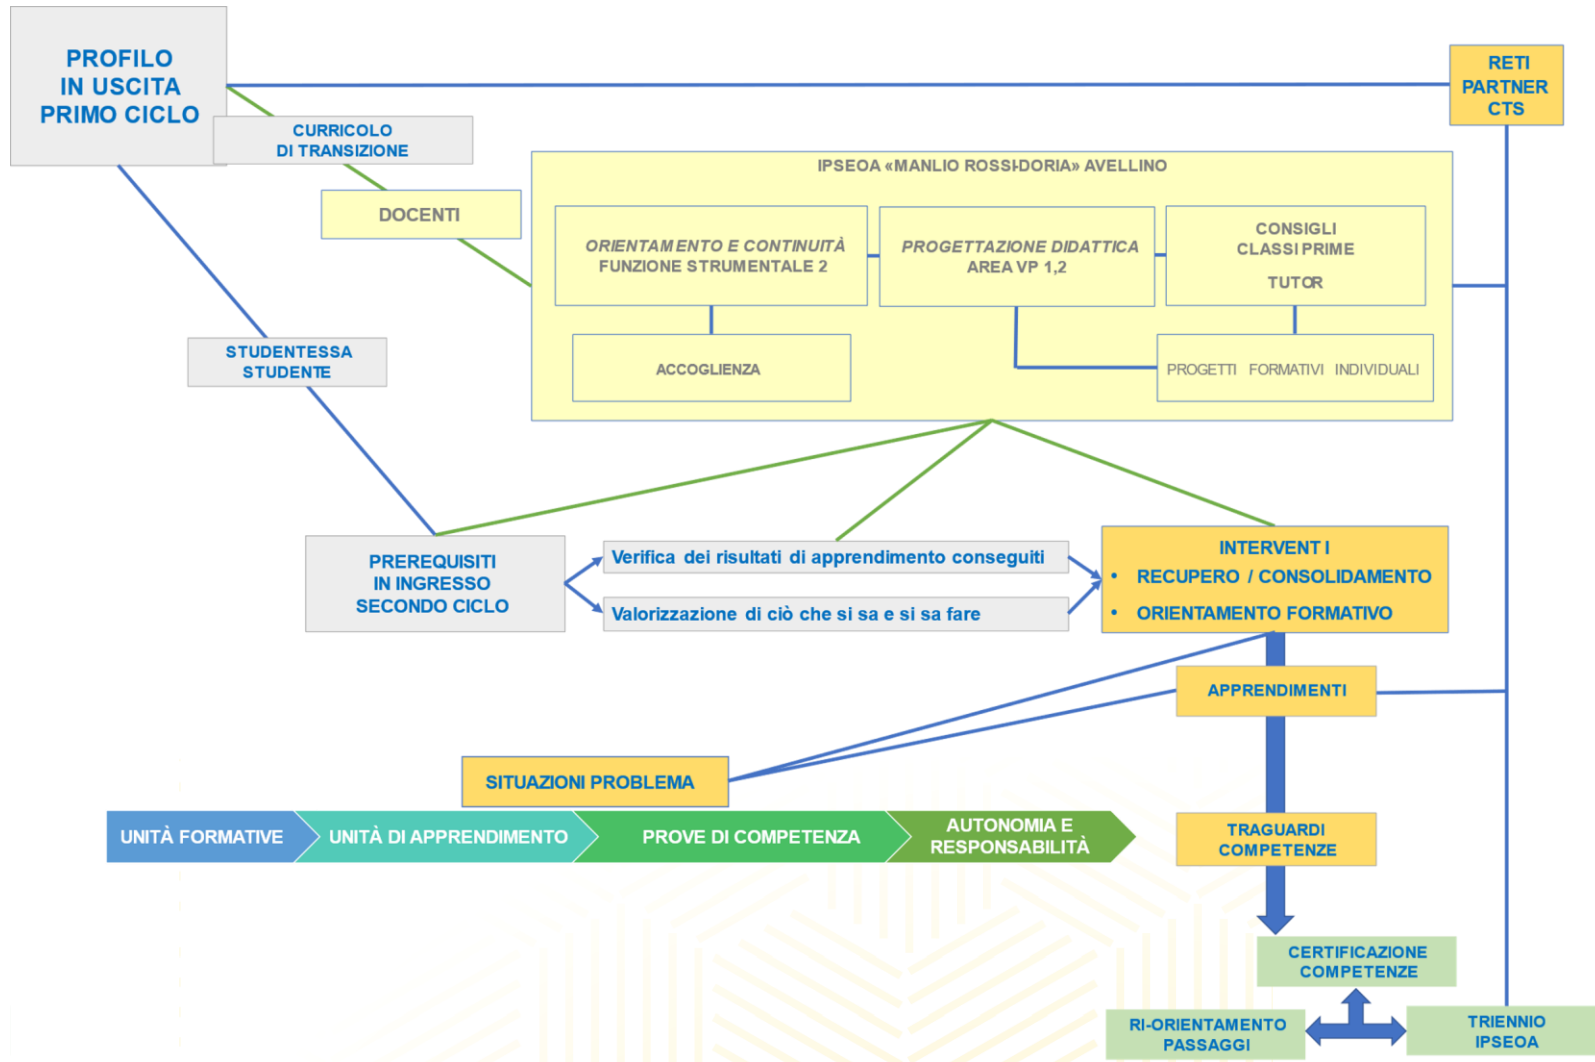 PROFILO
IN USCITA
PRIMO CICLO
RETI
PARTNER
CTS
CURRICOLO
DI TRANSIZIONE
IPSEOA «MANLIO ROSSI-DORIA» AVELLINO
DOCENTI
ORIENTAMENTO E CONTINUITÀ
FUNZIONE STRUMENTALE 2
PROGETTAZIONE DIDATTICA
AREA VP 1,2
CONSIGLI
CLASSI PRIME
TUTOR
STUDENTESSA
STUDENTE
ACCOGLIENZA
PROGETTI FORMATIVI INDIVIDUALI
PREREQUISITI
IN INGRESSO
SECONDO CICLO
Verifica dei risultati di apprendimento conseguiti
Valorizzazione di ciò che si sa e si sa fare
INTERVENTI
• RECUPERO / CONSOLIDAMENTO
• ORIENTAMENTO FORMATIVO
APPRENDIMENTI
SITUAZIONI PROBLEMA
UNITÀ FORMATIVE
UNITÀ DI APPRENDIMENTO
PROVE DI COMPETENZA
AUTONOMIA E
RESPONSABILITÀ
TRAGUARDI
COMPETENZE
CERTIFICAZIONE
COMPETENZE
RI-ORIENTAMENTO
PASSAGGI
TRIENNIO
IPSEOA